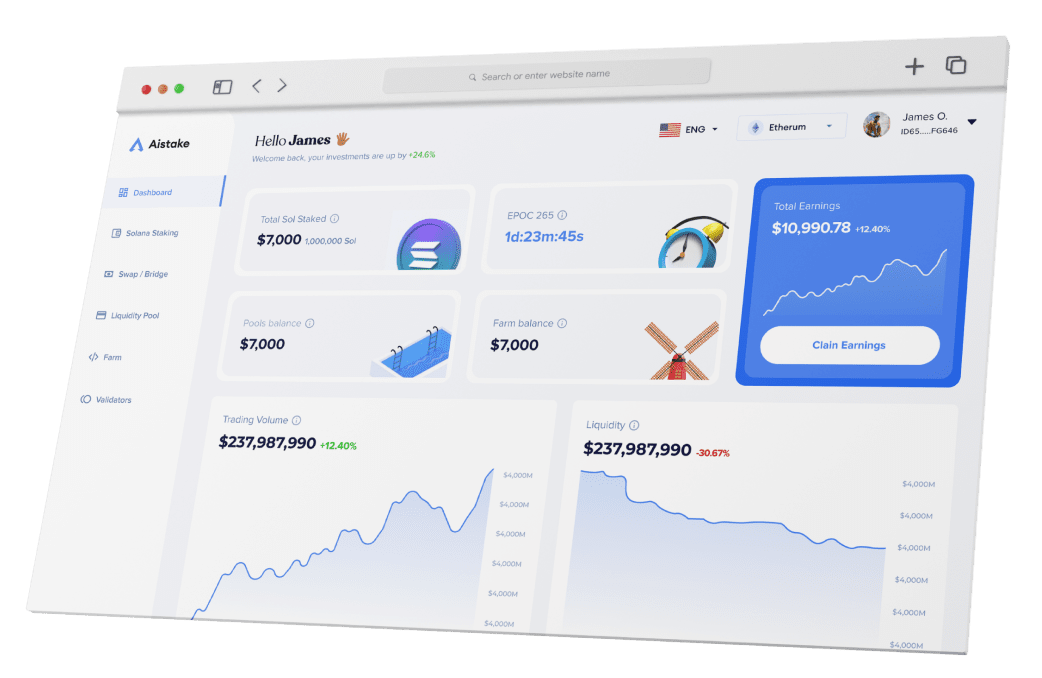 Search or enter website name
Aistake
Hello James 👋🏽
Welcome back, your investments are up by +24.6%
ENG
Etherum
James O.
ID65.....FG646
Dashboard
Solana Staking
Swap / Bridge
Liquidity Pool
Farm
Validators
Total Sol Staked
$7,000 1,000,000 Sol
EPOC 265
1d:23m:45s
Total Earnings
$10,990.78 +12.40%
Clain Earnings
Pools balance
$7,000
Farm balance
$7,000
Trading Volume
$237,987,990 +12.40%
$4,000M
$4,000M
$4,000M
$4,000M
$4,000M
$4,000M
Liquidity
$237,987,990 -30.67%
$4,000M
$4,000M
$4,000M
$4,000M
$4,000M
$4,000M